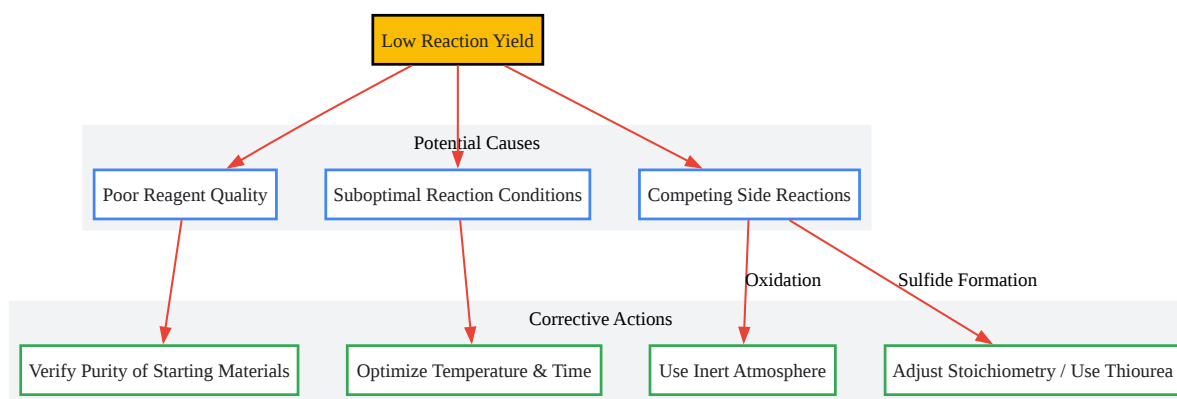 Low Reaction Yield
Potential Causes
Poor Reagent Quality
Suboptimal Reaction Conditions
Competing Side Reactions
Oxidation
Sulfide Formation
Corrective Actions
Verify Purity of Starting Materials
Optimize Temperature & Time
Use Inert Atmosphere
Adjust Stoichiometry / Use Thiourea